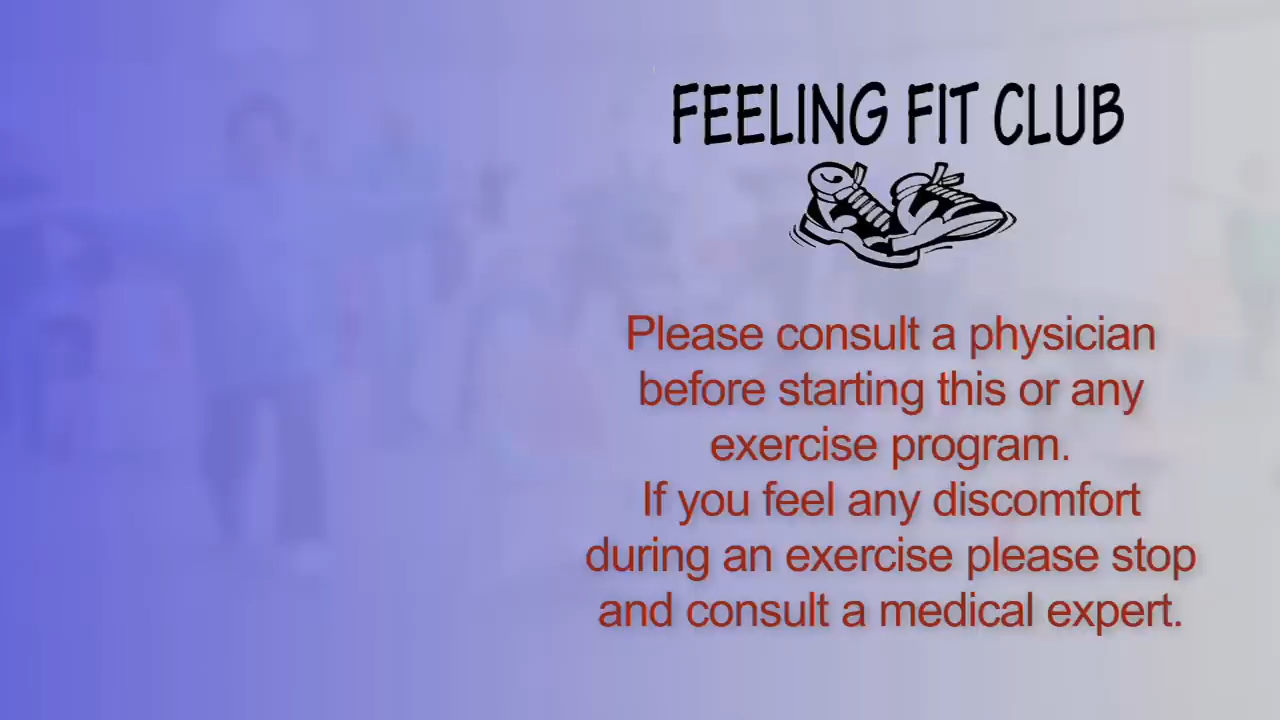 FEELING FIT CLUB
Please consult a physician
before starting this or any
exercise program.
If you feel any discomfort
during an exercise please stop
and consult a medical expert.